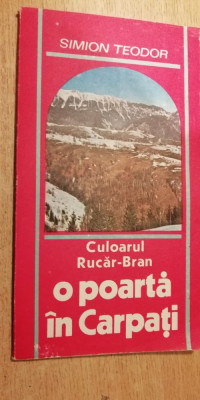 SIMION TEODOR
Culoarul
Rucăr-Bran
o poartă
în Carpați